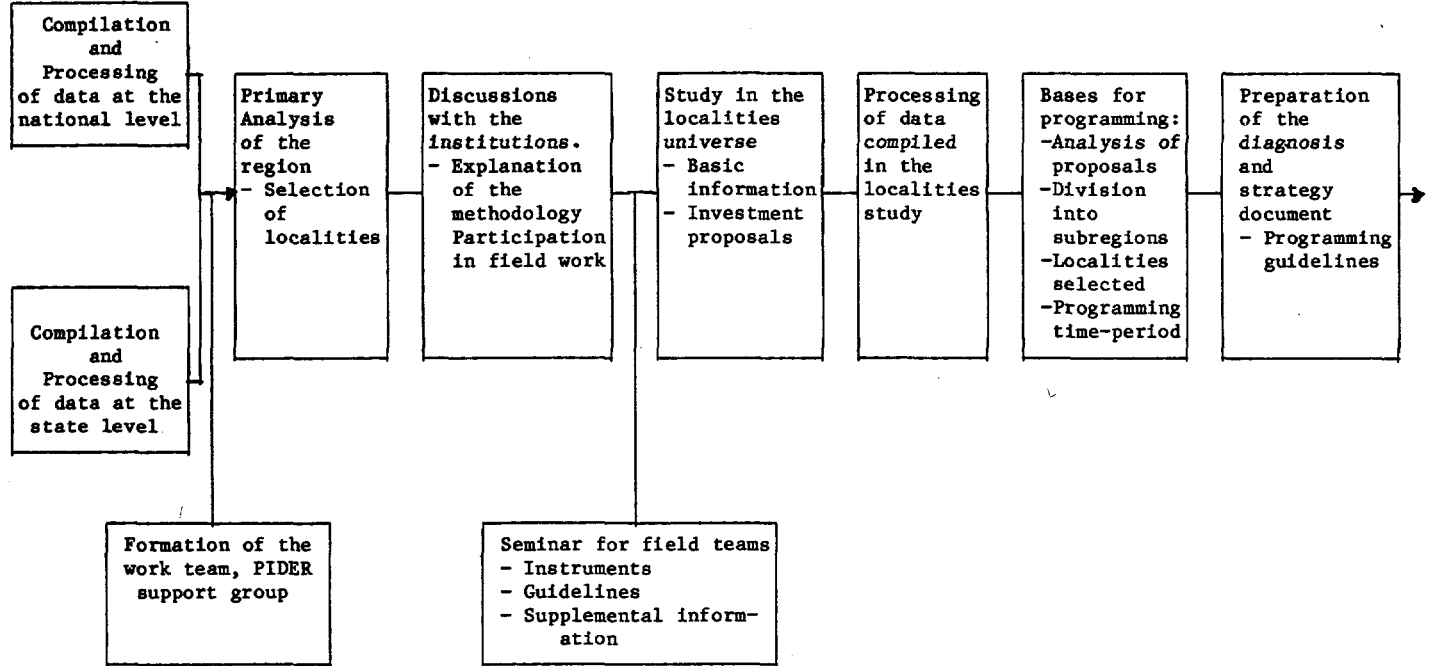 Compilation
and
Processing
of data at the
national level
Compilation
and
Processing
of data at the
state level
Primary
Analysis
of the
region
- Selection
of
localities
Discussions
with the
institutions.
- Explanation
of the
methodology
Participation
in field work
Study in the
localities
universe
- Basic
information
- Investment
proposals
Processing
of data
compiled
in the
localities
study
Bases for
programming:
-Analysis of
proposals
-Division
into
subregions
-Localities
selected
-Programming
time-period
Preparation
of the
diagnosis
and
strategy
document
- Programming
guidelines
Formation of the
work team, PIDER
support group
Seminar for field teams
- Instruments
- Guidelines
- Supplemental inform-
ation